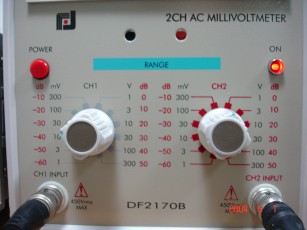 2CH AC MILLIVOLTMETER
POWER
ON
RANGE
dB mV CH1 V dB dB mV CH2 V dB
-10 300 1 0 -10 300 1 0
-20 100 3 10 -20 100 3 10
-30 30 10 20 -30 30 10 20
-40 10 30 30 -40 10 30 30
-50 3 100 40 -50 3 100 40
-60 1 300 50 -60 1 300 50
CH1 INPUT
CH2 INPUT
450Vrms
MAX
DF2170B
450Vrms
MAX